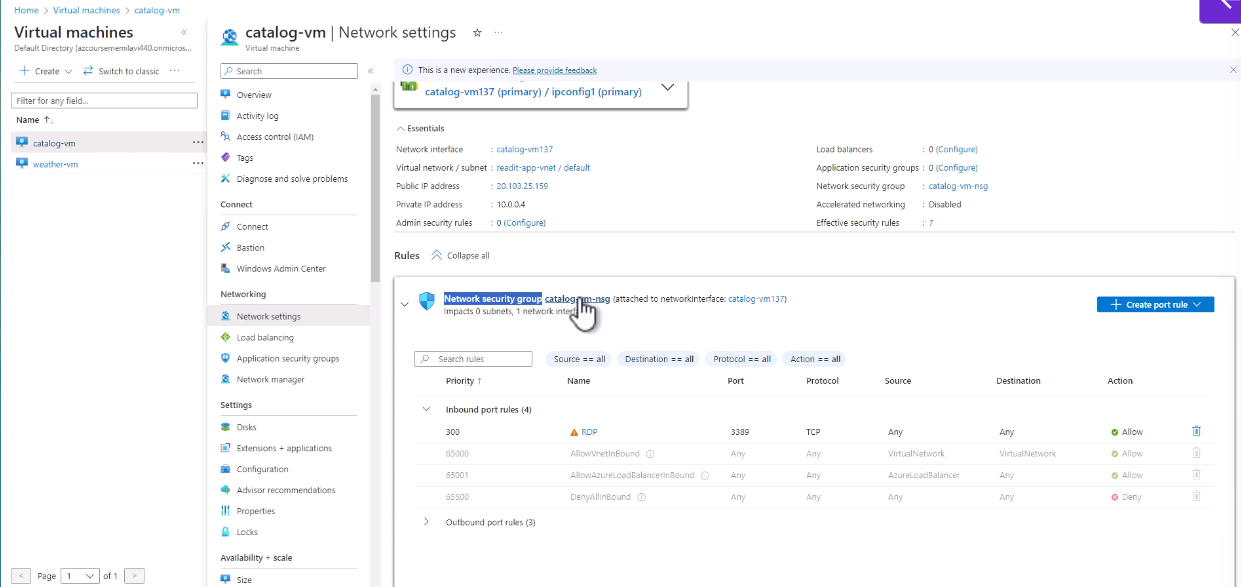 Home > Virtual machines > catalog-vm
Virtual machines
Default Directory (azcoursememilavi440.onmicros...
Create
Switch to classic
Filter for any field...
Name
catalog-vm
weather-vm
Page 1 of 1
catalog-vm | Network settings
Virtual machine
Search
Overview
Activity log
Access control (IAM)
Tags
Diagnose and solve problems
Connect
Connect
Bastion
Windows Admin Center
Networking
Network settings
Load balancing
Application security groups
Network manager
Settings
Disks
Extensions + applications
Configuration
Advisor recommendations
Properties
Locks
Availability + scale
Size
This is a new experience. Please provide feedback
catalog-vm137 (primary) / ipconfig1 (primary)
Essentials
Network interface : catalog-vm137
Virtual network / subnet : readit-app-vnet / default
Public IP address : 20.103.25.159
Private IP address : 10.0.0.4
Admin security rules : 0 (Configure)
Load balancers : 0 (Configure)
Application security groups : 0 (Configure)
Network security group : catalog-vm-nsg
Accelerated networking : Disabled
Effective security rules : 7
Rules Collapse all
Network security group catalog-vm-nsg (attached to networkInterface: catalog-vm137)
Impacts 0 subnets, 1 network
Create port rule
Search rules
Source == all
Destination == all
Protocol == all
Action == all
Priority ↑ Name Port Protocol Source Destination Action
Inbound port rules (4)
300 RDP 3389 TCP Any Any Allow
65000 AllowVnetInBound Any Any VirtualNetwork VirtualNetwork Allow
65001 AllowAzureLoadBalancerInBound Any Any AzureLoadBalancer Any Allow
65500 DenyAllInBound Any Any Any Any Deny
Outbound port rules (3)